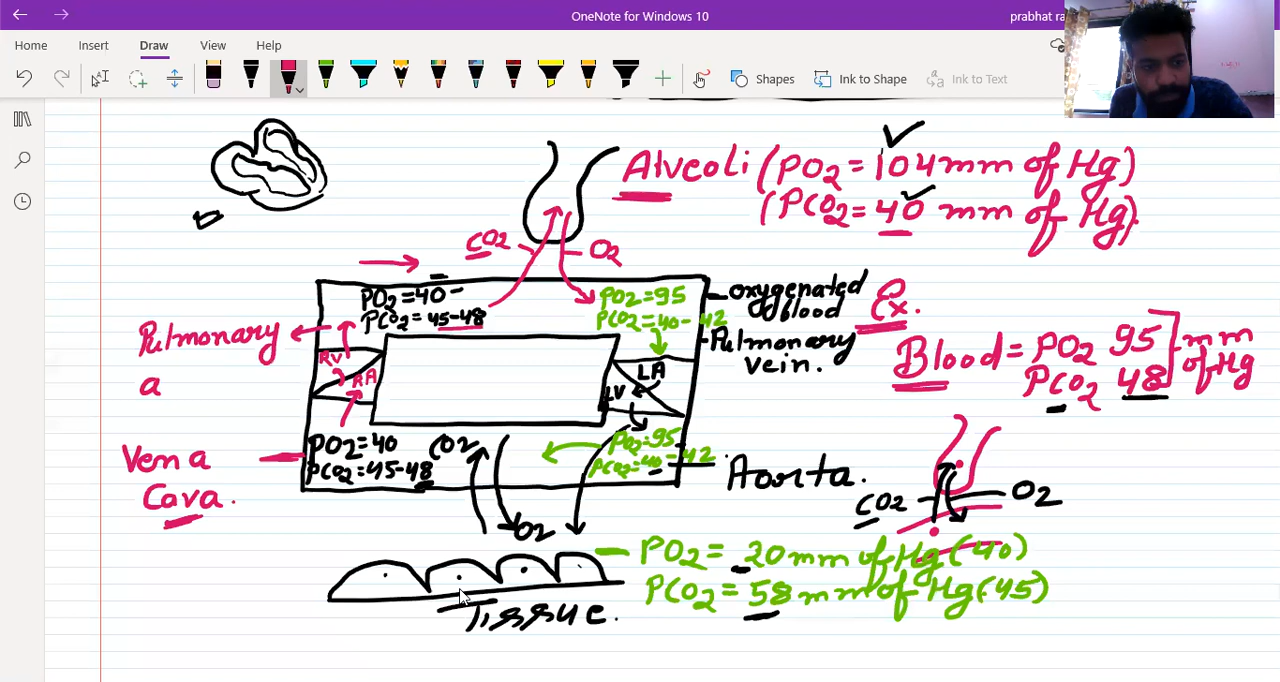 OneNote for Windows 10
prabhat ra
Home
Insert
Draw
View
Help
Shapes
Ink to Shape
Ink to Text
Alveoli (PO2 = 104 mm of Hg)
(PCO2 = 40 mm of Hg)
CO2
O2
PO2 = 40
PCO2 = 45-48
PO2 = 95
PCO2 = 40-42
oxygenated
blood
Ex.
Pulmonary
a
Pulmonary
vein.
Blood = PO2 95
PCO2 48
mm
of Hg
RV
RA
LA
LV
PO2 = 40
PCO2 = 45-48
CO2
PO2 = 95
PCO2 = 40-42
Aorta.
Vena
Cava.
CO2
O2
O2
PO2 = 20 mm of Hg (40)
PCO2 = 58 mm of Hg (45)
Tissue.